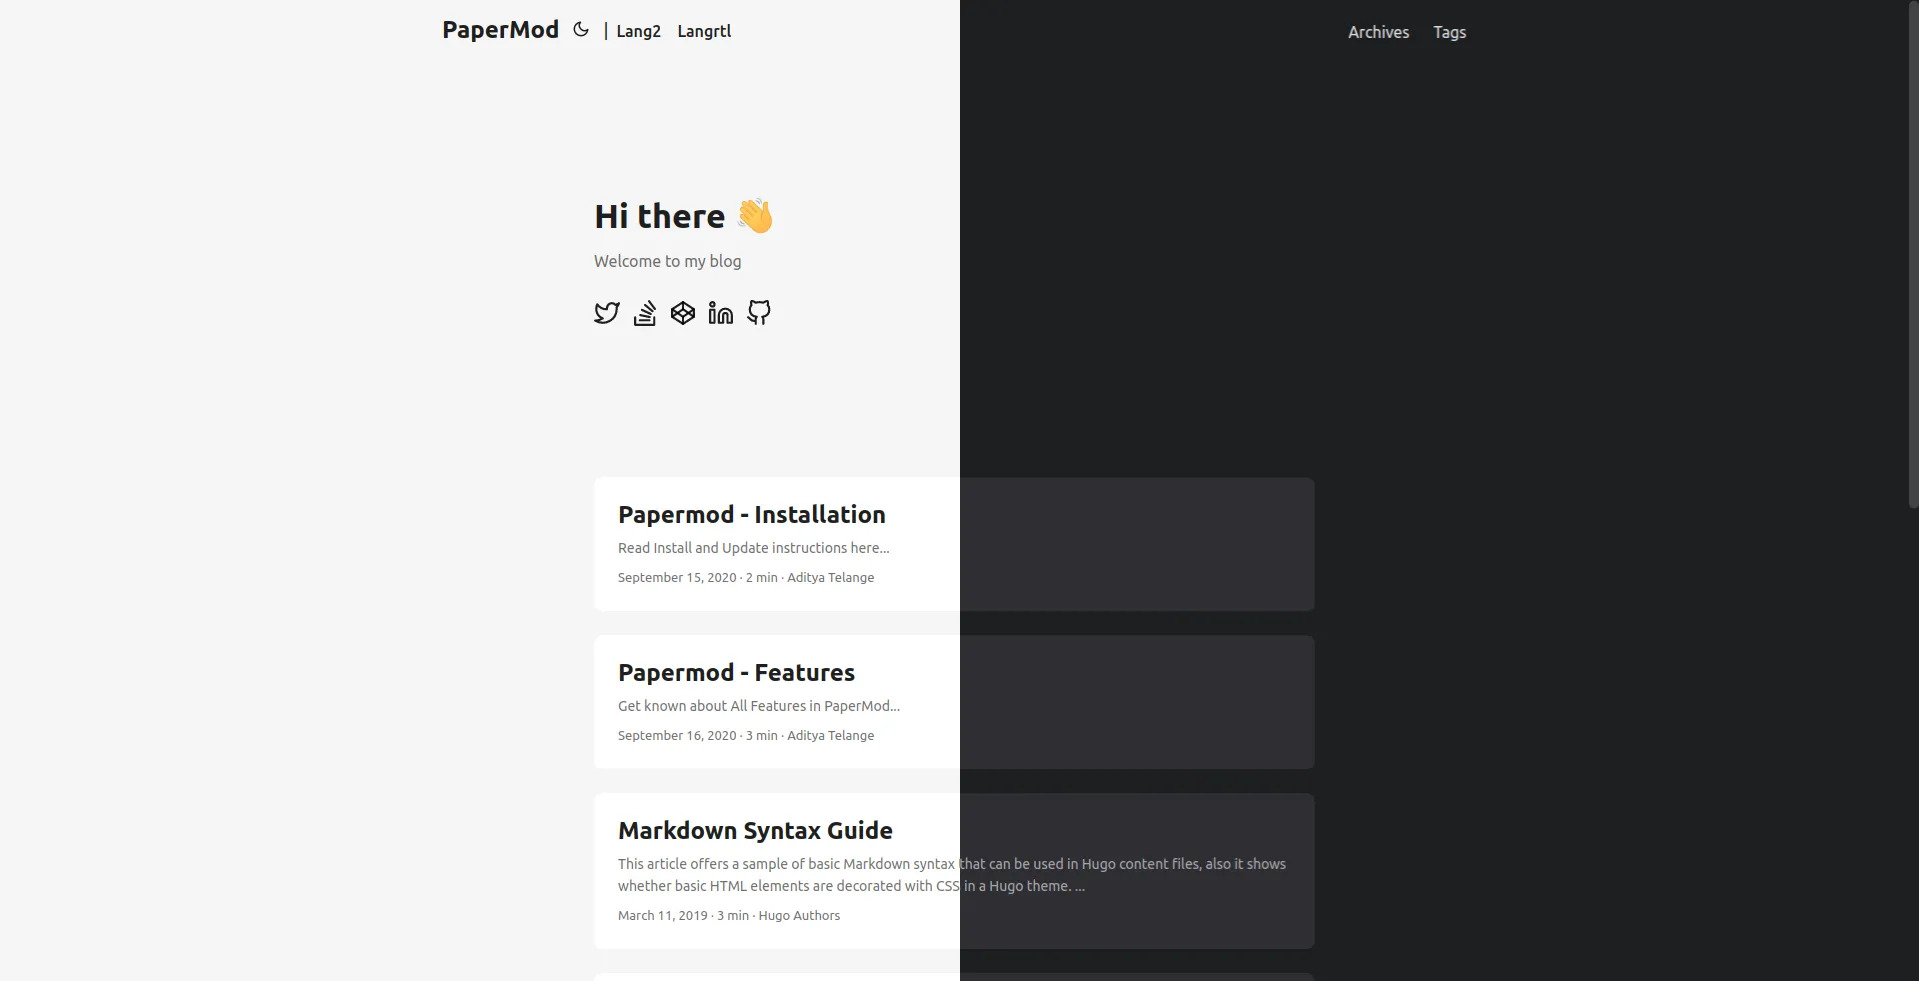 PaperMod | Lang2 Langrtl Archives Tags
Hi there 👋
Welcome to my blog
Papermod - Installation
Read Install and Update instructions here...
September 15, 2020 · 2 min · Aditya Telange
Papermod - Features
Get known about All Features in PaperMod...
September 16, 2020 · 3 min · Aditya Telange
Markdown Syntax Guide
This article offers a sample of basic Markdown syntax that can be used in Hugo content files, also it shows
whether basic HTML elements are decorated with CSS in a Hugo theme. ...
March 11, 2019 · 3 min · Hugo Authors